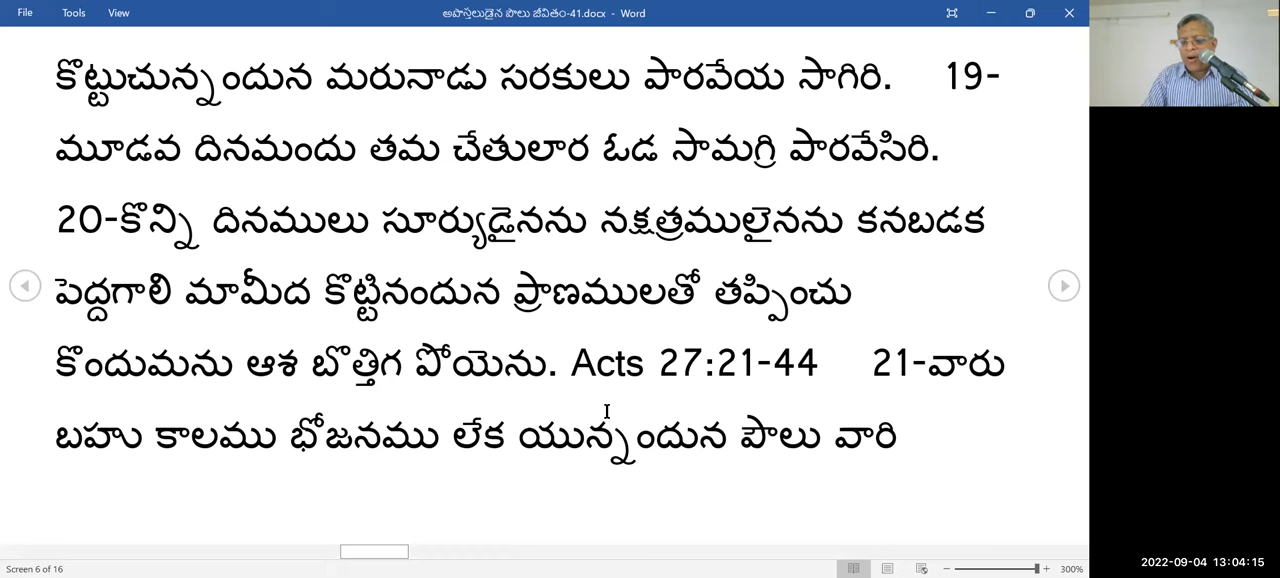 File Tools View అపొస్తలుడైన పౌలు జీవితం-41.docx - Word
కొట్టుచున్నందున మరునాడు సరకులు పారవేయ సాగిరి. 19-
మూడవ దినమందు తమ చేతులార ఓడ సామగ్రి పారవేసిరి.
20-కొన్ని దినములు సూర్యుడైనను నక్షత్రములైనను కనబడక
పెద్దగాలి మామీద కొట్టినందున ప్రాణములతో తప్పించు
కొందుమను ఆశ బొత్తిగ పోయెను. Acts 27:21-44 21-వారు
బహు కాలము భోజనము లేక యున్నందున పౌలు వారి
Screen 6 of 16 300%
2022-09-04 13:04:15